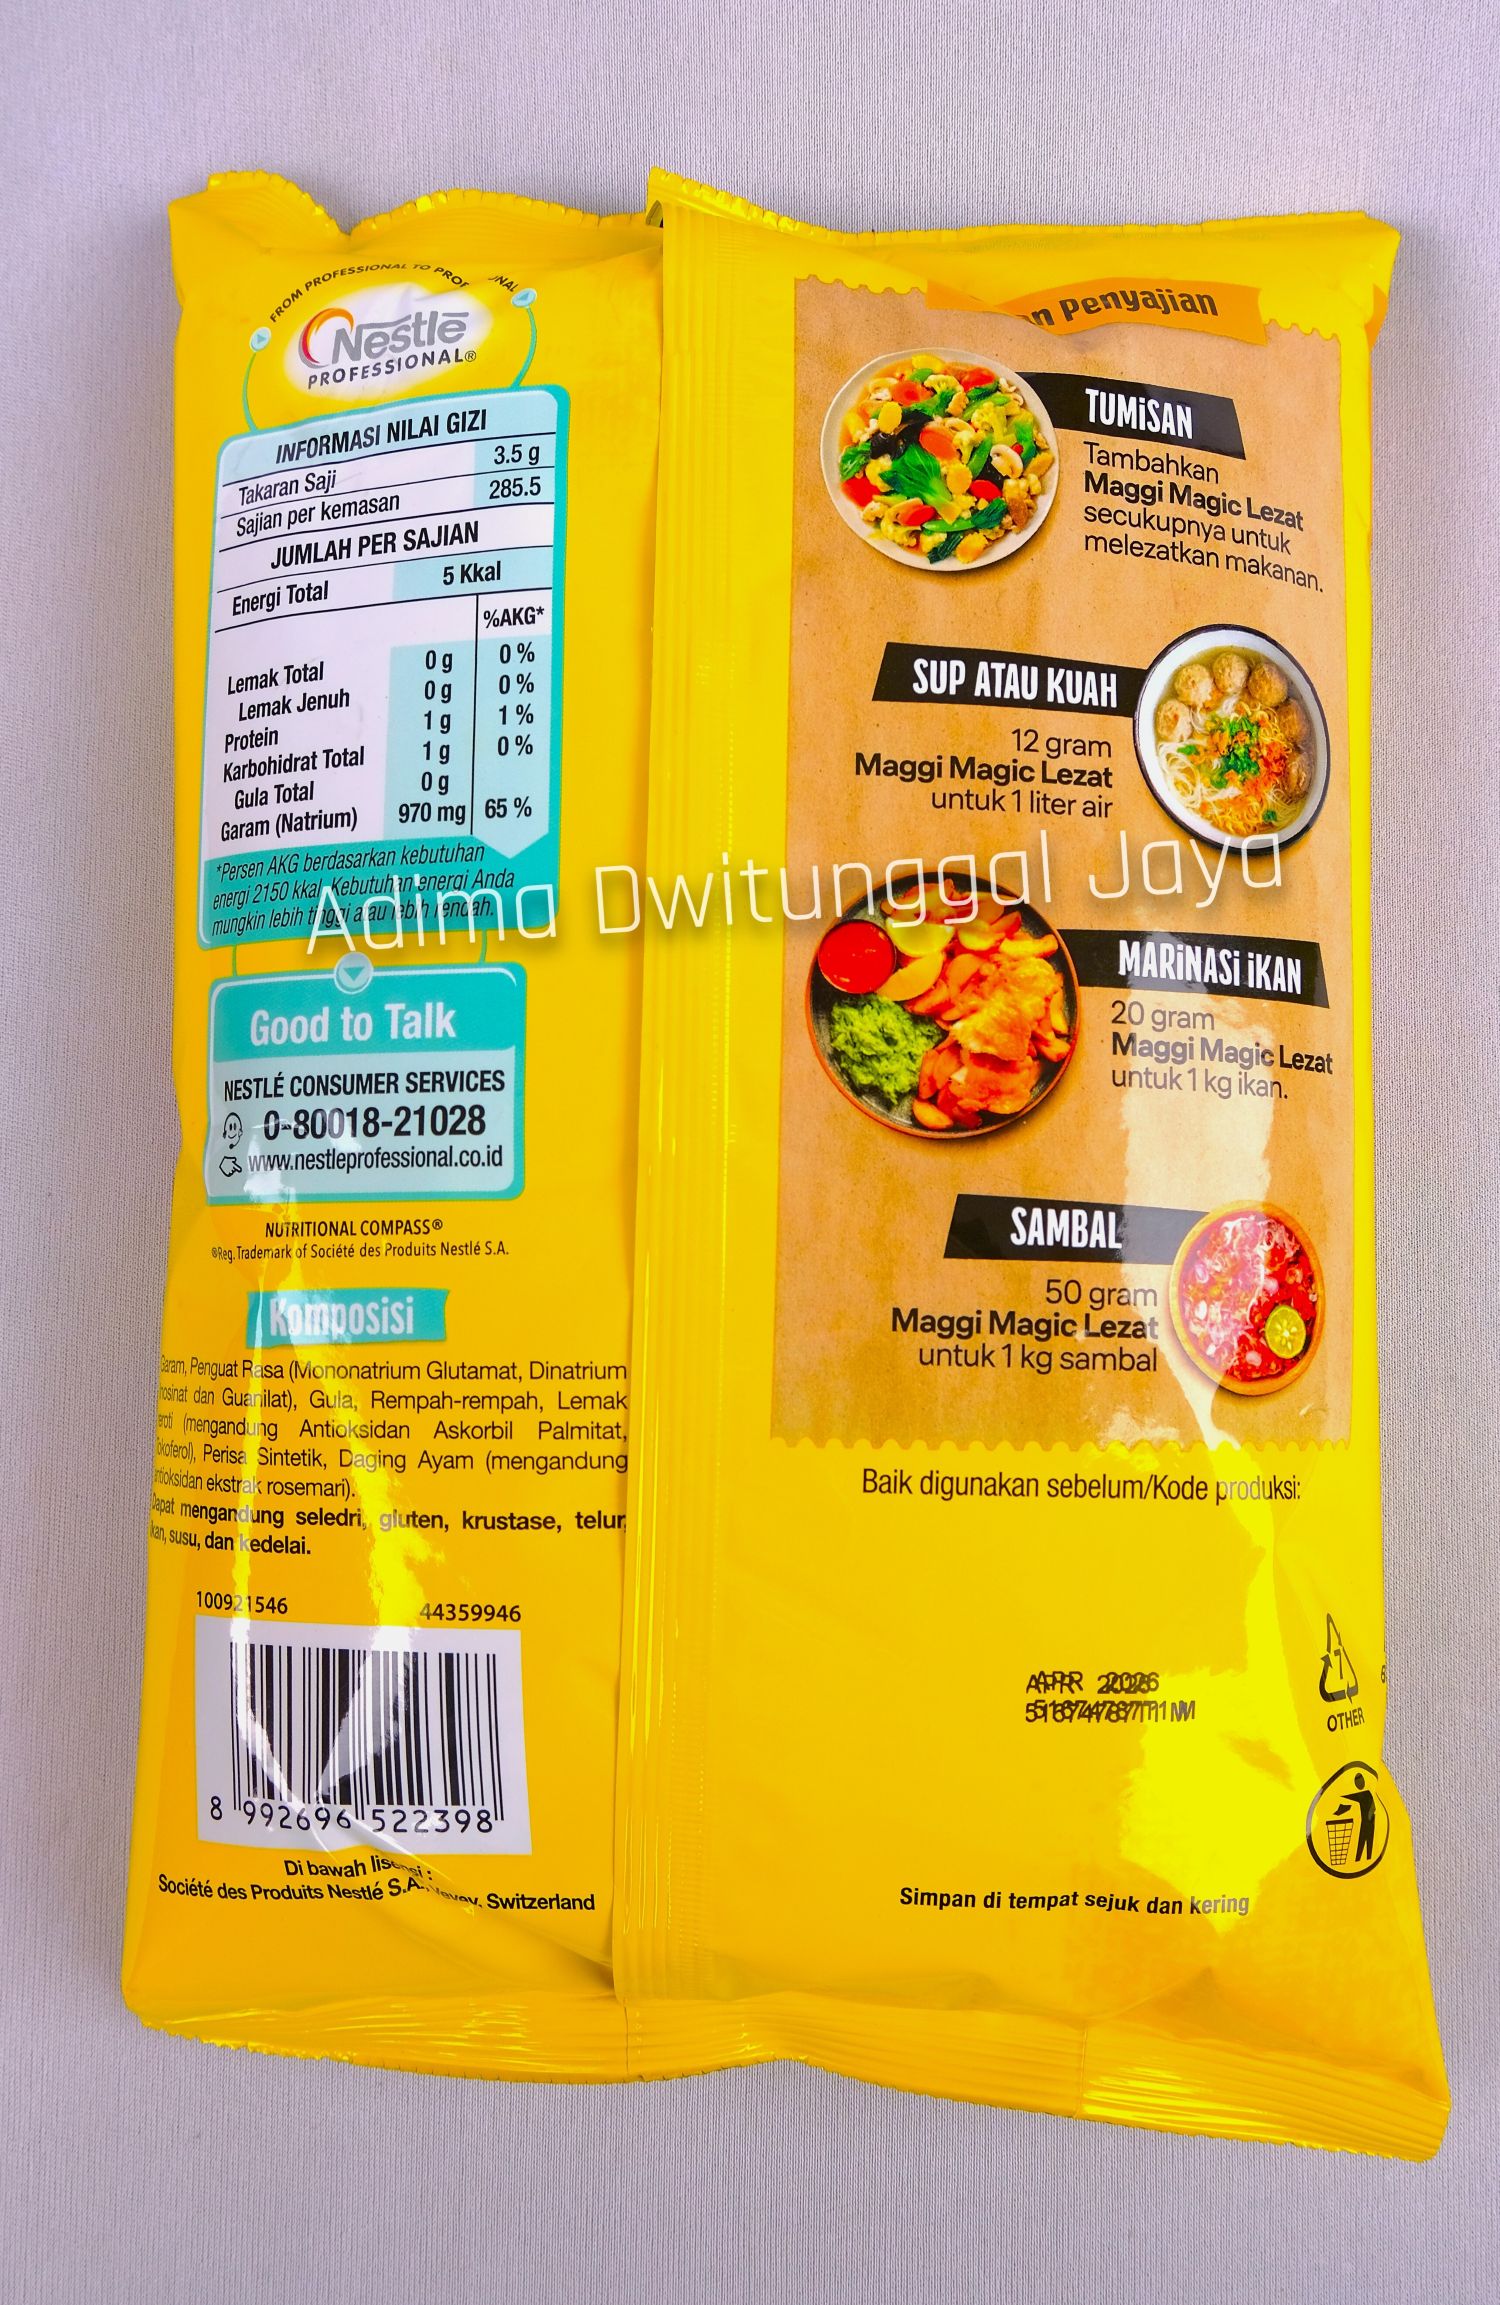 FROM PROFESSIONAL TO
Nestlē
PROFESSIONAL®
INFORMASI NILAI GIZI
Takaran Saji 3.5 g
Sajian per kemasan 285.5
JUMLAH PER SAJIAN
Energi Total 5 Kkal
%AKG*
Lemak Total 0 g 0 %
Lemak Jenuh 0 g 0 %
Protein 1 g 1 %
Karbohidrat Total 1 g 0 %
Gula Total 0 g
Garam (Natrium) 970 mg 65 %
*Persen AKG berdasarkan kebutuhan
energi 2150 kkal. Kebutuhan energi Anda
mungkin lebih tinggi atau lebih rendah.
Good to Talk
NESTLÉ CONSUMER SERVICES
0-80018-21028
www.nestleprofessional.co.id
NUTRITIONAL COMPASS®
®Reg. Trademark of Société des Produits Nestlé S.A.
Komposisi
Garam, Penguat Rasa (Mononatrium Glutamat, Dinatrium
dan Guanilat), Gula, Rempah-rempah, Lemak
(mengandung Antioksidan Askorbil Palmitat,
Perisa Sintetik, Daging Ayam (mengandung
ekstrak rosemari).
Dapat mengandung seledri, gluten, krustase, telur,
ikan, susu, dan kedelai.
100921546 44359946
8 992696 522398
Di bawah lisensi :
Société des Produits Nestlé S.A., Vevey, Switzerland
Penyajian
TUMiSAN
Tambahkan
Maggi Magic Lezat
secukupnya untuk
melezatkan makanan.
SUP ATAU KUAH
12 gram
Maggi Magic Lezat
untuk 1 liter air
MARiNASi iKAN
20 gram
Maggi Magic Lezat
untuk 1 kg ikan.
SAMBAL
50 gram
Maggi Magic Lezat
untuk 1 kg sambal
Baik digunakan sebelum/Kode produksi:
APR 2026
7
OTHER
Simpan di tempat sejuk dan kering
Adima Dwitunggal Jaya